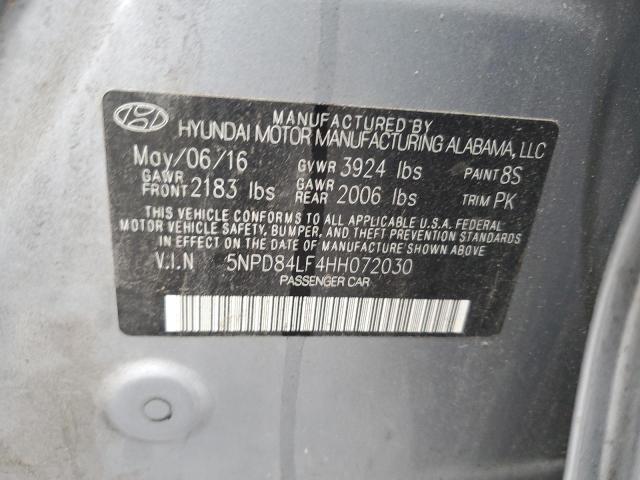 MANUFACTURED BY
HYUNDAI MOTOR MANUFACTURING ALABAMA, LLC
May/06/16 GVWR 3924 lbs PAINT 8S
GAWR FRONT 2183 lbs GAWR REAR 2006 lbs TRIM PK
THIS VEHICLE CONFORMS TO ALL APPLICABLE U.S.A. FEDERAL
MOTOR VEHICLE SAFETY, BUMPER, AND THEFT PREVENTION STANDARDS
IN EFFECT ON THE DATE OF MANUFACTURE SHOWN ABOVE
V.I.N 5NPD84LF4HH072030
PASSENGER CAR